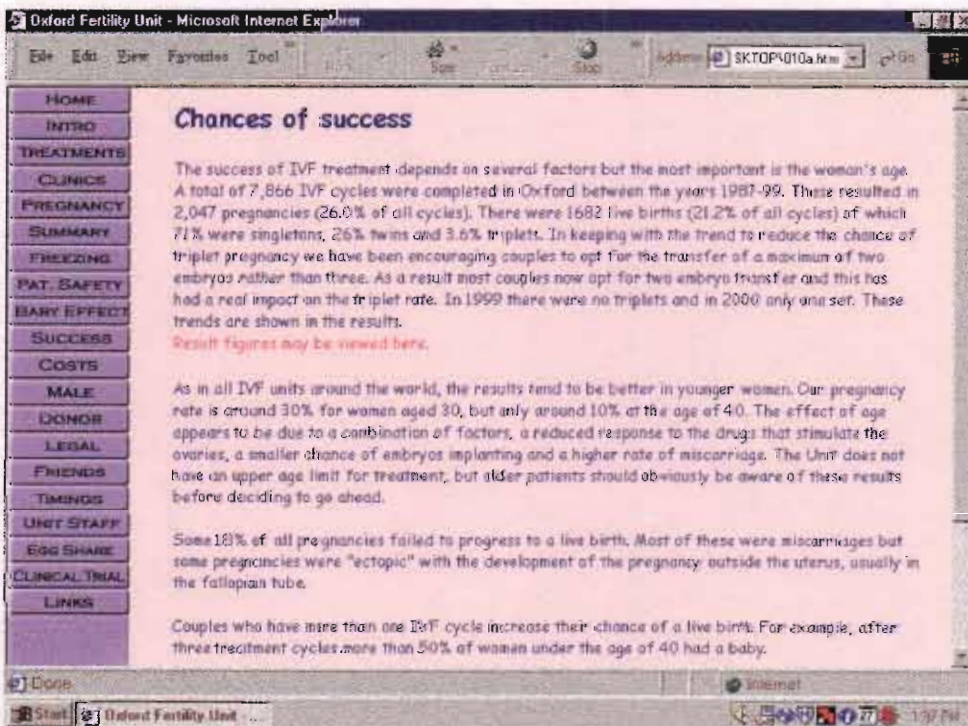 Oxford Fertility Unit - Microsoft Internet Explorer
File Edit View Favorites Tool
Size Stop Address SKTOP\010a.htm Go
HOME
INTRO
TREATMENTS
CLINICS
PREGNANCY
SUMMARY
FREEZING
PAT. SAFETY
BABY EFFECT
SUCCESS
COSTS
MALE
DONOR
LEGAL
FRIENDS
TIMINGS
UNIT STAFF
EGG SHARE
CLINICAL TRIAL
LINKS
Chances of success
The success of IVF treatment depends on several factors but the most important is the woman's age.
A total of 7,866 IVF cycles were completed in Oxford between the years 1987-99. These resulted in
2,047 pregnancies (26.0% of all cycles). There were 1682 live births (21.2% of all cycles) of which
71% were singletons, 26% twins and 3.6% triplets. In keeping with the trend to reduce the chance of
triplet pregnancy we have been encouraging couples to opt for the transfer of a maximum of two
embryos rather than three. As a result most couples now opt for two embryo transfer and this has
had a real impact on the triplet rate. In 1999 there were no triplets and in 2000 only one set. These
trends are shown in the results.
Result figures may be viewed here.
As in all IVF units around the world, the results tend to be better in younger women. Our pregnancy
rate is around 30% for women aged 30, but only around 10% at the age of 40. The effect of age
appears to be due to a combination of factors, a reduced response to the drugs that stimulate the
ovaries, a smaller chance of embryos implanting and a higher rate of miscarriage. The Unit does not
have an upper age limit for treatment, but older patients should obviously be aware of these results
before deciding to go ahead.
Some 18% of all pregnancies failed to progress to a live birth. Most of these were miscarriages but
some pregnancies were "ectopic" with the development of the pregnancy outside the uterus, usually in
the fallopian tube.
Couples who have more than one IVF cycle increase their chance of a live birth. For example, after
three treatment cycles more than 50% of women under the age of 40 had a baby.
Done Internet
Start Oxford Fertility Unit - ... 27 1:37 PM